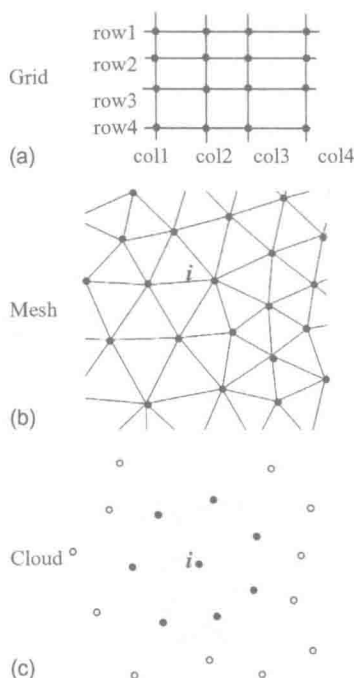 row1
row2
Grid
row3
row4
(a)
col1 col2 col3 col4
i
Mesh
(b)
Cloud
i
(c)